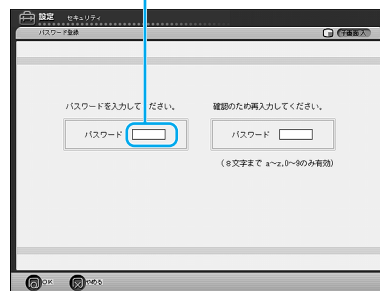 設定 セキュリティ
パスワード登録 子画面入
パスワードを入力してください。 確認のため再入力してください。
パスワード パスワード
(8文字まで a～z,0～9のみ有効)
OK やめる